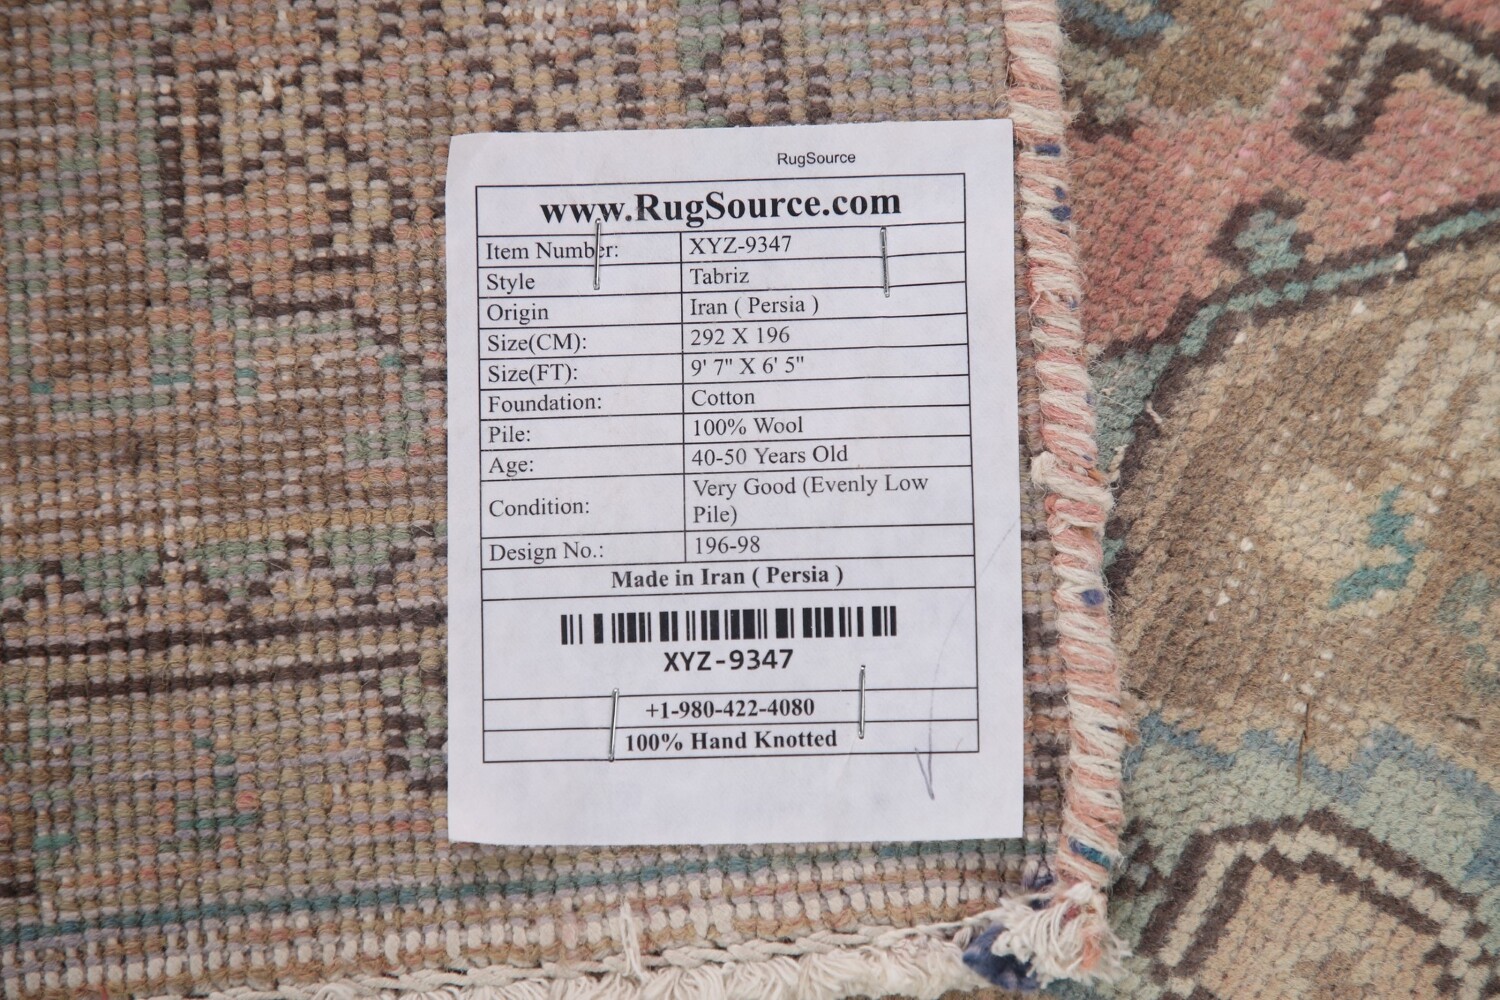 RugSource
www.RugSource.com
Item Number: XYZ-9347
Style Tabriz
Origin Iran ( Persia )
Size(CM): 292 X 196
Size(FT): 9' 7" X 6' 5"
Foundation: Cotton
Pile: 100% Wool
Age: 40-50 Years Old
Condition: Very Good (Evenly Low
Pile)
Design No.: 196-98
Made in Iran ( Persia )
XYZ-9347
+1-980-422-4080
100% Hand Knotted